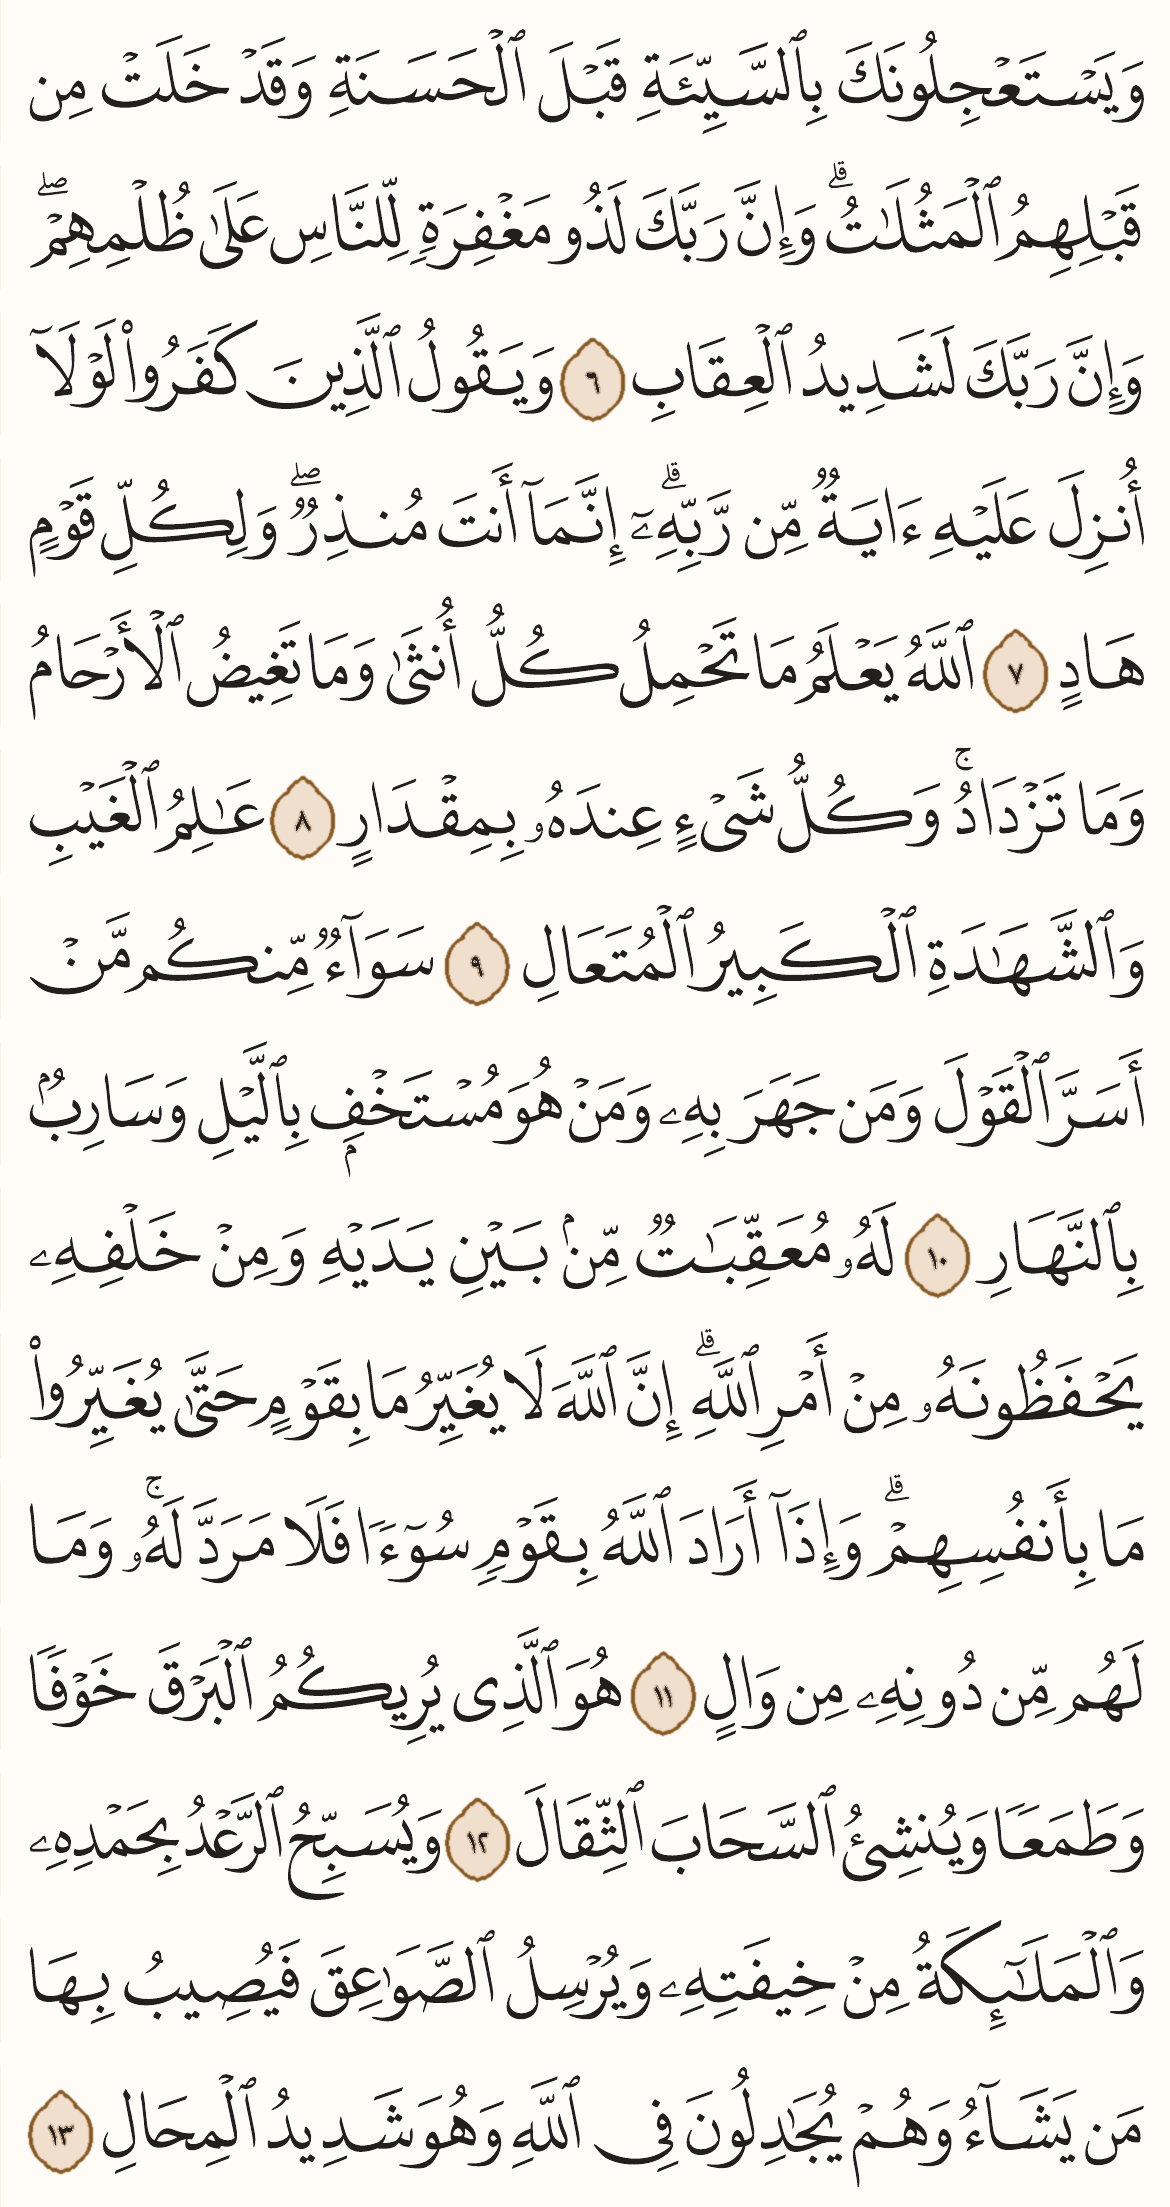 وَيَسۡتَعۡجِلُونَكَ بِٱلسَّيِّئَةِ قَبۡلَ ٱلۡحَسَنَةِ وَقَدۡ خَلَتۡ مِن
قَبۡلِهِمُ ٱلۡمَثُلَٰتُۗ وَإِنَّ رَبَّكَ لَذُو مَغۡفِرَةٖ لِّلنَّاسِ عَلَىٰ ظُلۡمِهِمۡۖ
وَإِنَّ رَبَّكَ لَشَدِيدُ ٱلۡعِقَابِ ٦ وَيَقُولُ ٱلَّذِينَ كَفَرُواْ لَوۡلَآ
أُنزِلَ عَلَيۡهِ ءَايَةٞ مِّن رَّبِّهِۦٓۗ إِنَّمَآ أَنتَ مُنذِرٞۖ وَلِكُلِّ قَوۡمٍ
هَادٍ ٧ ٱللَّهُ يَعۡلَمُ مَا تَحۡمِلُ كُلُّ أُنثَىٰ وَمَا تَغِيضُ ٱلۡأَرۡحَامُ
وَمَا تَزۡدَادُۚ وَكُلُّ شَيۡءٍ عِندَهُۥ بِمِقۡدَارٍ ٨ عَٰلِمُ ٱلۡغَيۡبِ
وَٱلشَّهَٰدَةِ ٱلۡكَبِيرُ ٱلۡمُتَعَالِ ٩ سَوَآءٞ مِّنكُم مَّنۡ
أَسَرَّ ٱلۡقَوۡلَ وَمَن جَهَرَ بِهِۦ وَمَنۡ هُوَ مُسۡتَخۡفِۭ بِٱلَّيۡلِ وَسَارِبُۢ
بِٱلنَّهَارِ ١٠ لَهُۥ مُعَقِّبَٰتٞ مِّنۢ بَيۡنِ يَدَيۡهِ وَمِنۡ خَلۡفِهِۦ
يَحۡفَظُونَهُۥ مِنۡ أَمۡرِ ٱللَّهِۗ إِنَّ ٱللَّهَ لَا يُغَيِّرُ مَا بِقَوۡمٍ حَتَّىٰ يُغَيِّرُواْ
مَا بِأَنفُسِهِمۡۗ وَإِذَآ أَرَادَ ٱللَّهُ بِقَوۡمٖ سُوٓءٗا فَلَا مَرَدَّ لَهُۥۚ وَمَا
لَهُم مِّن دُونِهِۦ مِن وَالٍ ١١ هُوَ ٱلَّذِي يُرِيكُمُ ٱلۡبَرۡقَ خَوۡفٗا
وَطَمَعٗا وَيُنشِئُ ٱلسَّحَابَ ٱلثِّقَالَ ١٢ وَيُسَبِّحُ ٱلرَّعۡدُ بِحَمۡدِهِۦ
وَٱلۡمَلَٰٓئِكَةُ مِنۡ خِيفَتِهِۦ وَيُرۡسِلُ ٱلصَّوَٰعِقَ فَيُصِيبُ بِهَا
مَن يَشَآءُ وَهُمۡ يُجَٰدِلُونَ فِي ٱللَّهِ وَهُوَ شَدِيدُ ٱلۡمِحَالِ ١٣